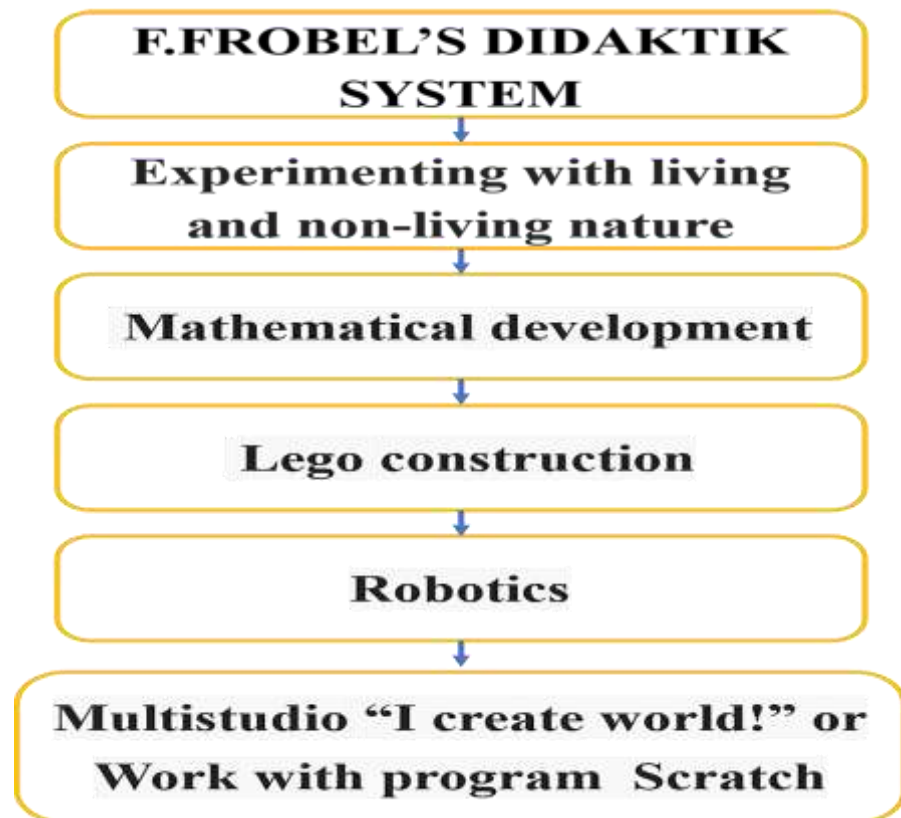 F.FROBEL’S DIDAKTIK
SYSTEM
Experimenting with living
and non-living nature
Mathematical development
Lego construction
Robotics
Multistudio “I create world!” or
Work with program Scratch